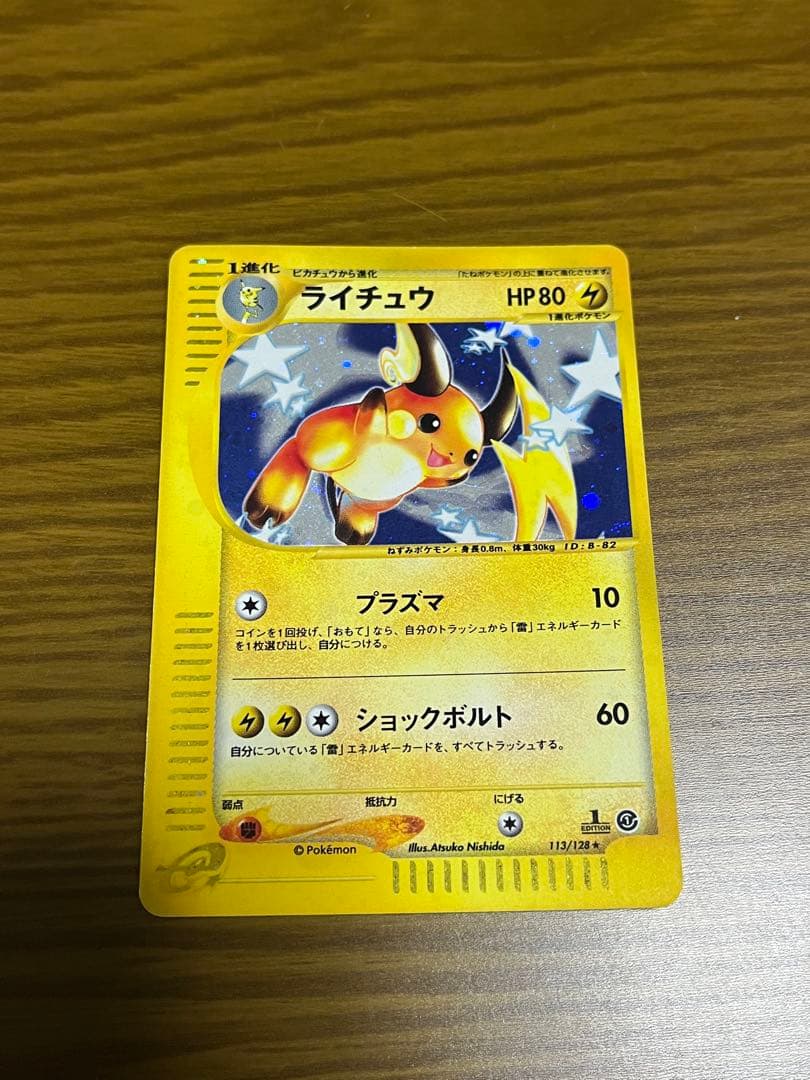 1進化 ピカチュウから進化 「たねポケモン」の上に重ねて進化させます。
ライチュウ HP80
1進化ポケモン
ねずみポケモン：身長0.8m、体重30kg ID：B-82
プラズマ 10
コインを1回投げ、「おもて」なら、自分のトラッシュから「雷」エネルギーカード
を1枚選び出し、自分につける。
ショックボルト 60
自分についている「雷」エネルギーカードを、すべてトラッシュする。
弱点 抵抗力 にげる
1
EDITION
©Pokémon Illus.Atsuko Nishida 113/128★